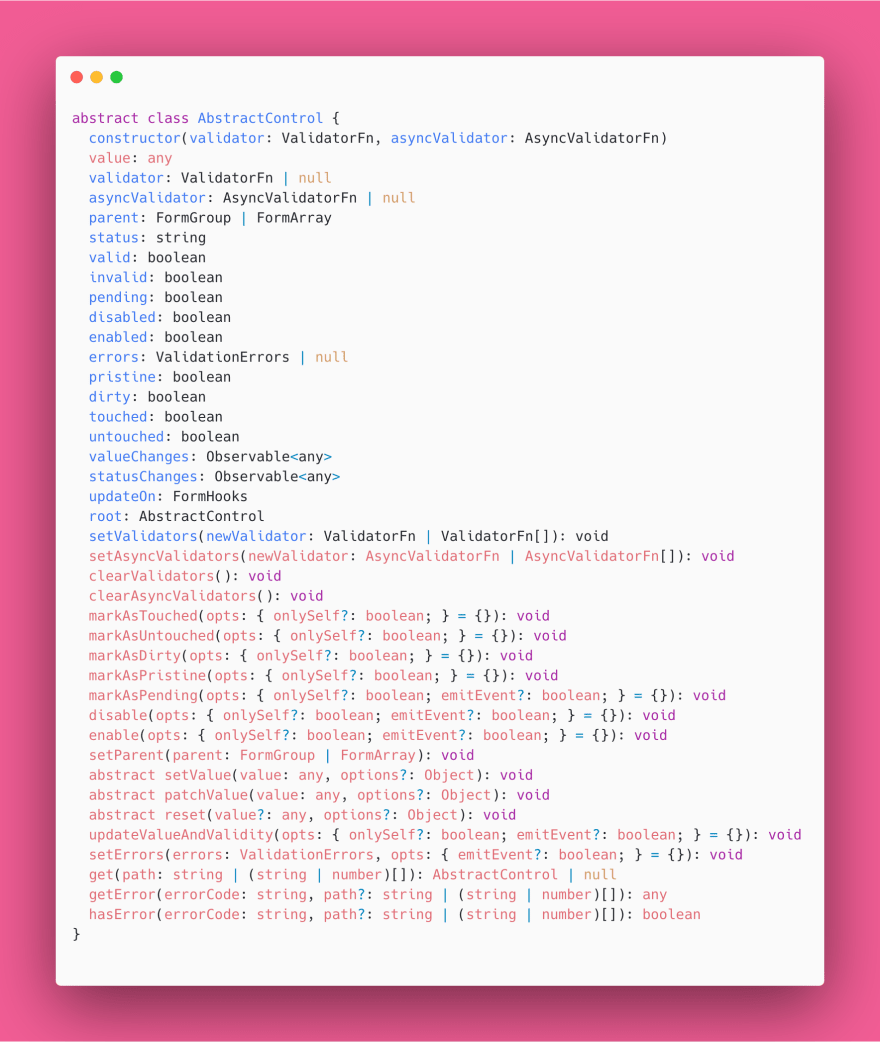 abstract class AbstractControl {
  constructor(validator: ValidatorFn, asyncValidator: AsyncValidatorFn)
  value: any
  validator: ValidatorFn | null
  asyncValidator: AsyncValidatorFn | null
  parent: FormGroup | FormArray
  status: string
  valid: boolean
  invalid: boolean
  pending: boolean
  disabled: boolean
  enabled: boolean
  errors: ValidationErrors | null
  pristine: boolean
  dirty: boolean
  touched: boolean
  untouched: boolean
  valueChanges: Observable<any>
  statusChanges: Observable<any>
  updateOn: FormHooks
  root: AbstractControl
  setValidators(newValidator: ValidatorFn | ValidatorFn[]): void
  setAsyncValidators(newValidator: AsyncValidatorFn | AsyncValidatorFn[]): void
  clearValidators(): void
  clearAsyncValidators(): void
  markAsTouched(opts: { onlySelf?: boolean; } = {}): void
  markAsUntouched(opts: { onlySelf?: boolean; } = {}): void
  markAsDirty(opts: { onlySelf?: boolean; } = {}): void
  markAsPristine(opts: { onlySelf?: boolean; } = {}): void
  markAsPending(opts: { onlySelf?: boolean; emitEvent?: boolean; } = {}): void
  disable(opts: { onlySelf?: boolean; emitEvent?: boolean; } = {}): void
  enable(opts: { onlySelf?: boolean; emitEvent?: boolean; } = {}): void
  setParent(parent: FormGroup | FormArray): void
  abstract setValue(value: any, options?: Object): void
  abstract patchValue(value: any, options?: Object): void
  abstract reset(value?: any, options?: Object): void
  updateValueAndValidity(opts: { onlySelf?: boolean; emitEvent?: boolean; } = {}): void
  setErrors(errors: ValidationErrors, opts: { emitEvent?: boolean; } = {}): void
  get(path: string | (string | number)[]): AbstractControl | null
  getError(errorCode: string, path?: string | (string | number)[]): any
  hasError(errorCode: string, path?: string | (string | number)[]): boolean
}